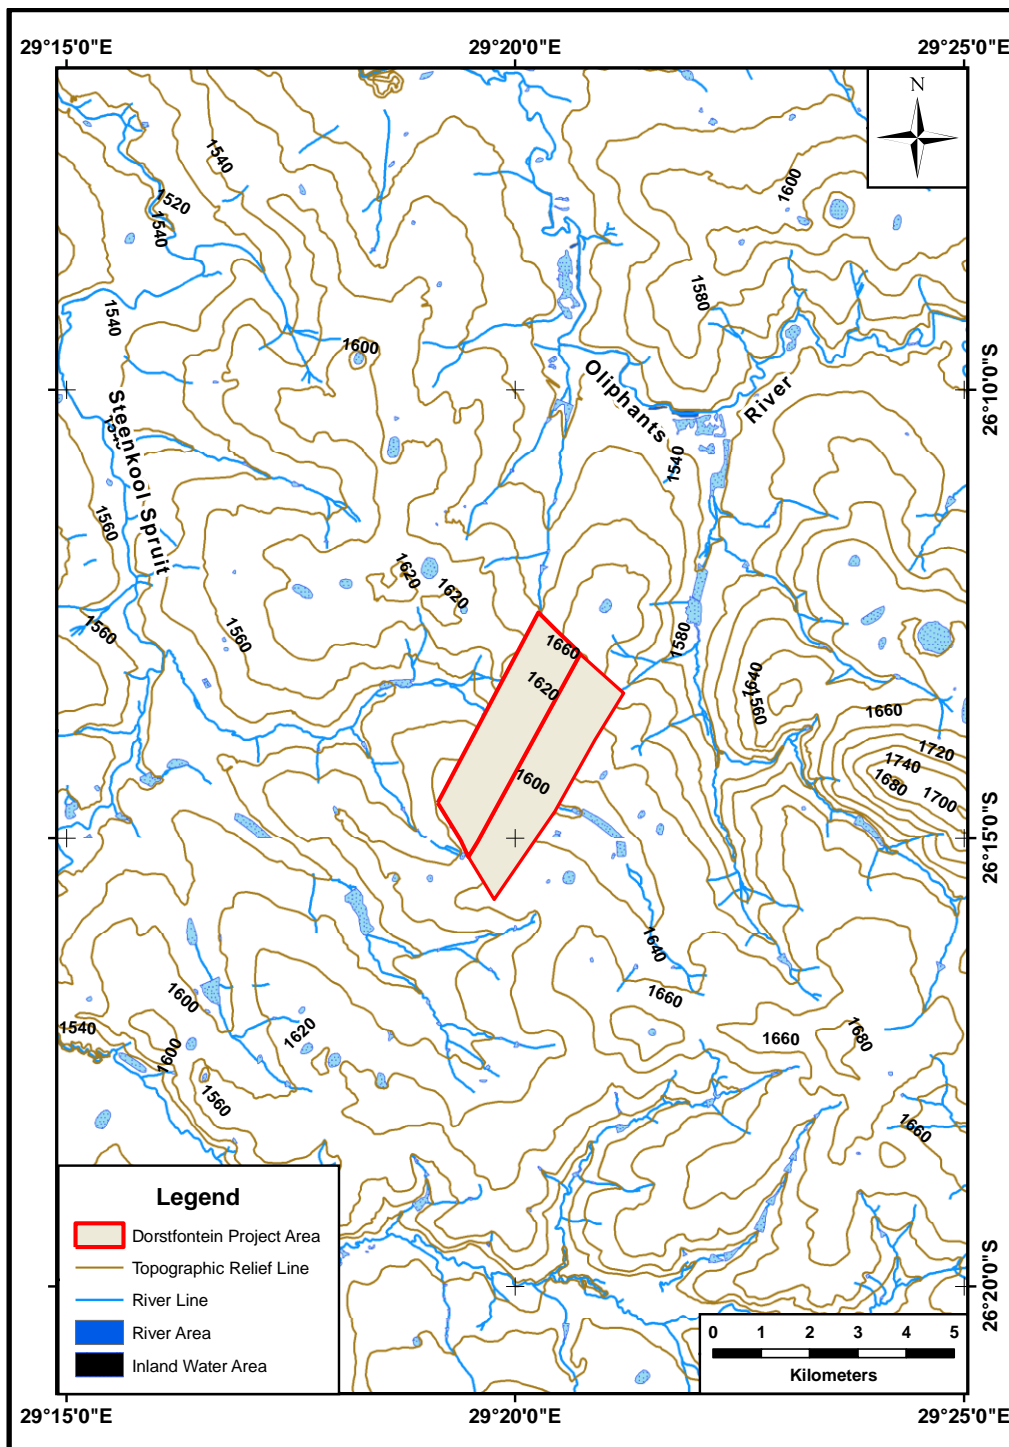 29°15'0"E 29°20'0"E 29°25'0"E
N
1540
1600
1520
1540
1580
1540
1600
26°10'0"S
Oliphants
River
Steenkool Spruit
1540
1540
1560
1620
1620
1560
1560
1580
1660
1640
1620
1560
1660
1720
1740
1600
1680
1700
26°15'0"S
1640
1660
1600
1620
1540
1660
1680
1600
1560
1660
26°20'0"S
Legend
Dorstfontein Project Area
Topographic Relief Line
River Line
River Area
Inland Water Area
0 1 2 3 4 5
Kilometers
29°15'0"E 29°20'0"E 29°25'0"E